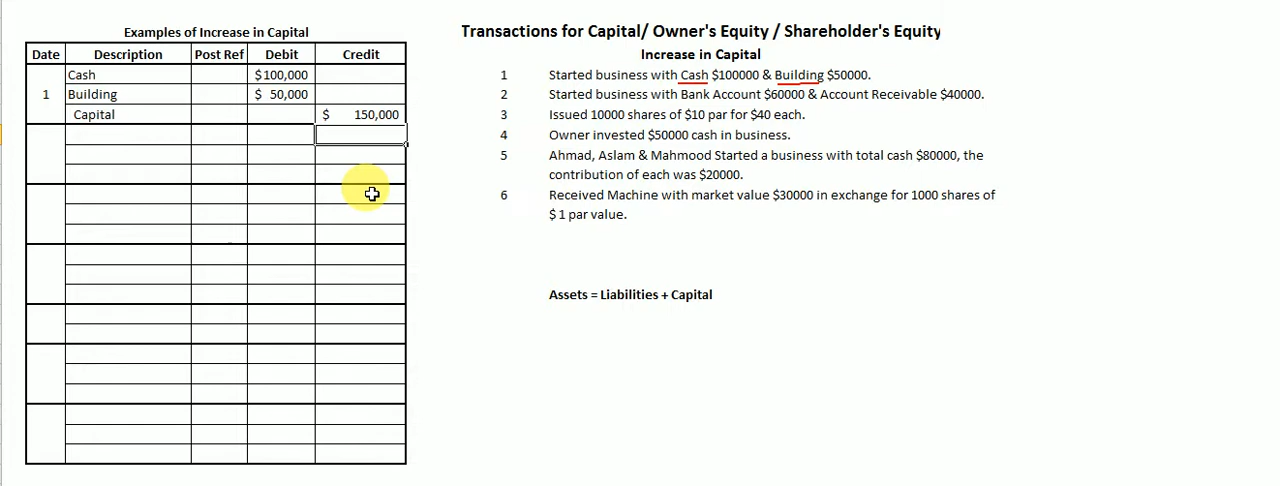 Examples of Increase in Capital
Date Description Post Ref Debit Credit
Cash $100,000
1 Building $ 50,000
Capital $ 150,000
Transactions for Capital/ Owner's Equity / Shareholder's Equity
Increase in Capital
1 Started business with Cash $100000 & Building $50000.
2 Started business with Bank Account $60000 & Account Receivable $40000.
3 Issued 10000 shares of $10 par for $40 each.
4 Owner invested $50000 cash in business.
5 Ahmad, Aslam & Mahmood Started a business with total cash $80000, the
contribution of each was $20000.
6 Received Machine with market value $30000 in exchange for 1000 shares of
$ 1 par value.
Assets = Liabilities + Capital